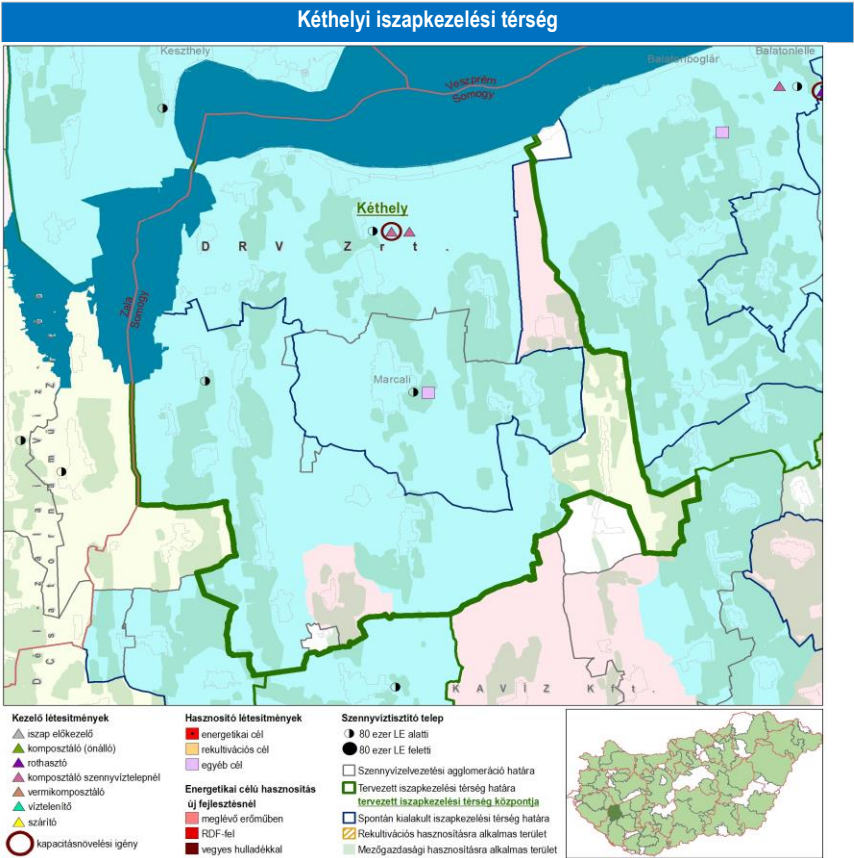 Kéthelyi iszapkezelési térség
Keszthely
Balatonboglár
Balatonlelle
Veszprém
Somogy
Kéthely
D R V Z r t .
Zala
Somogy
Marcali
D é l . z a l a i V í z .
C s a t o r n a m ű Z r t .
K A V Í Z K f t .
Kezelő létesítmények
iszap előkezelő
komposztáló (önálló)
rothasztó
komposztáló szennyvíztelepnél
vermikomposztáló
víztelenítő
szárító
kapacitásnövelési igény
Hasznosító létesítmények
energetikai cél
rekultivációs cél
egyéb cél
Energetikai célú hasznosítás
új fejlesztésnél
meglévő erőműben
RDF-fel
vegyes hulladékkal
Szennyvíztisztító telep
80 ezer LE alatti
80 ezer LE feletti
Szennyvízelvezetési agglomeráció határa
Tervezett iszapkezelési térség határa
tervezett iszapkezelési térség központja
Spontán kialakult iszapkezelési térség határa
Rekultivációs hasznosításra alkalmas terület
Mezőgazdasági hasznosításra alkalmas terület